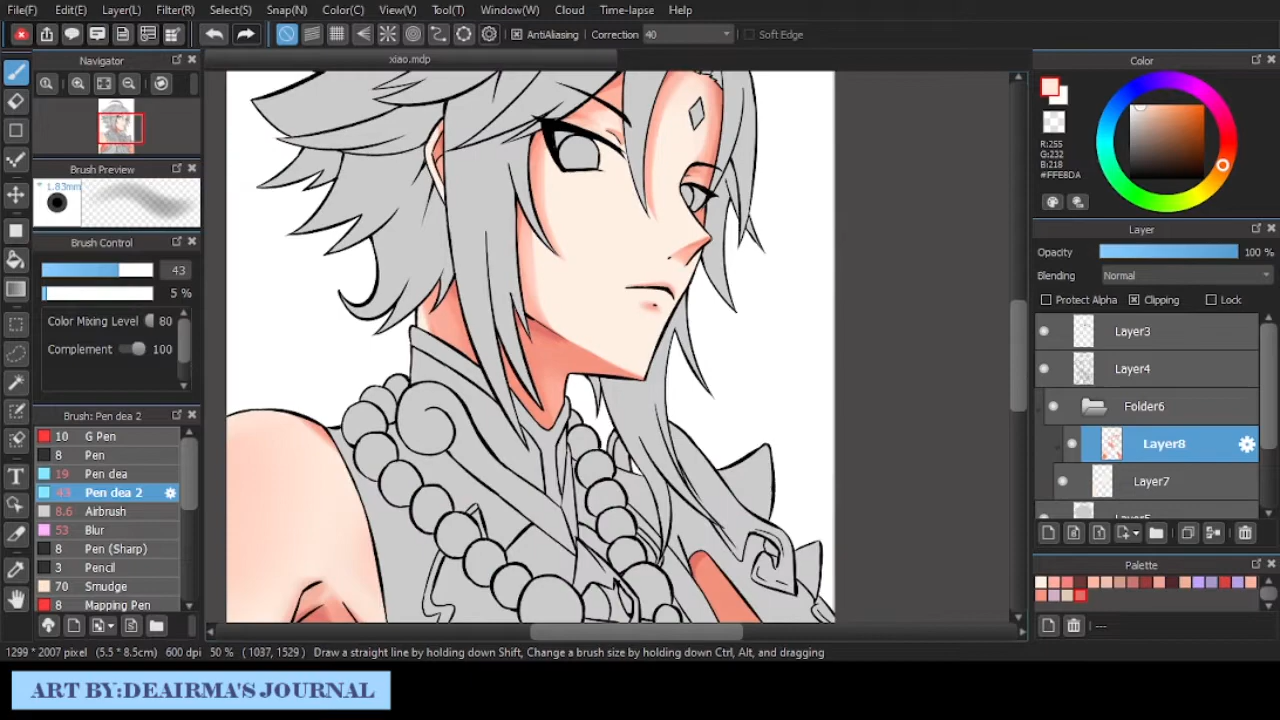 File(F) Edit(E) Layer(L) Filter(R) Select(S) Snap(N) Color(C) View(V) Tool(T) Window(W) Cloud Time-lapse Help
AntiAliasing Correction 40 Soft Edge
Navigator
xiao.mdp
Color
R:255
G:232
B:218
#FFE8DA
Brush Preview
1.83mm
Brush Control
43
5 %
Color Mixing Level 80
Complement 100
Brush: Pen dea 2
10 G Pen
8 Pen
19 Pen dea
43 Pen dea 2
8.6 Airbrush
53 Blur
8 Pen (Sharp)
3 Pencil
70 Smudge
8 Mapping Pen
Layer
Opacity 100 %
Blending Normal
Protect Alpha Clipping Lock
Layer3
Layer4
Folder6
Layer8
Layer7
Palette
---
1299 * 2007 pixel (5.5 * 8.5cm) 600 dpi 50 % ( 1037, 1529 ) Draw a straight line by holding down Shift, Change a brush size by holding down Ctrl, Alt, and dragging
ART BY:DEAIRMA'S JOURNAL